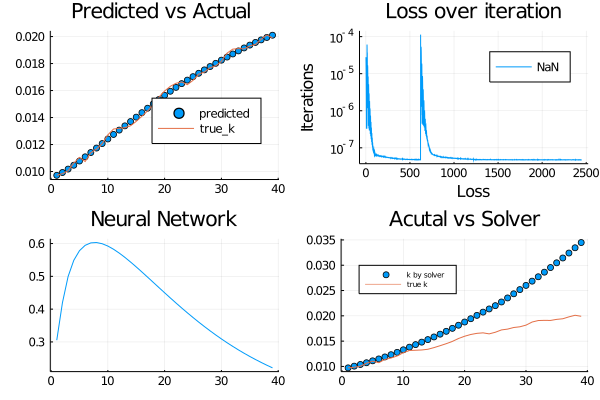 Predicted vs Actual
0.020
0.018
0.016
0.014
0.012
0.010
predicted
true_k
0 10 20 30 40
Loss over iteration
10-4
10-5
10-6
10-7
Iterations
NaN
0 500 1000 1500 2000 2500
Loss
Neural Network
0.6
0.5
0.4
0.3
0 10 20 30 40
Acutal vs Solver
0.035
0.030
0.025
0.020
0.015
0.010
k by solver
true k
0 10 20 30 40